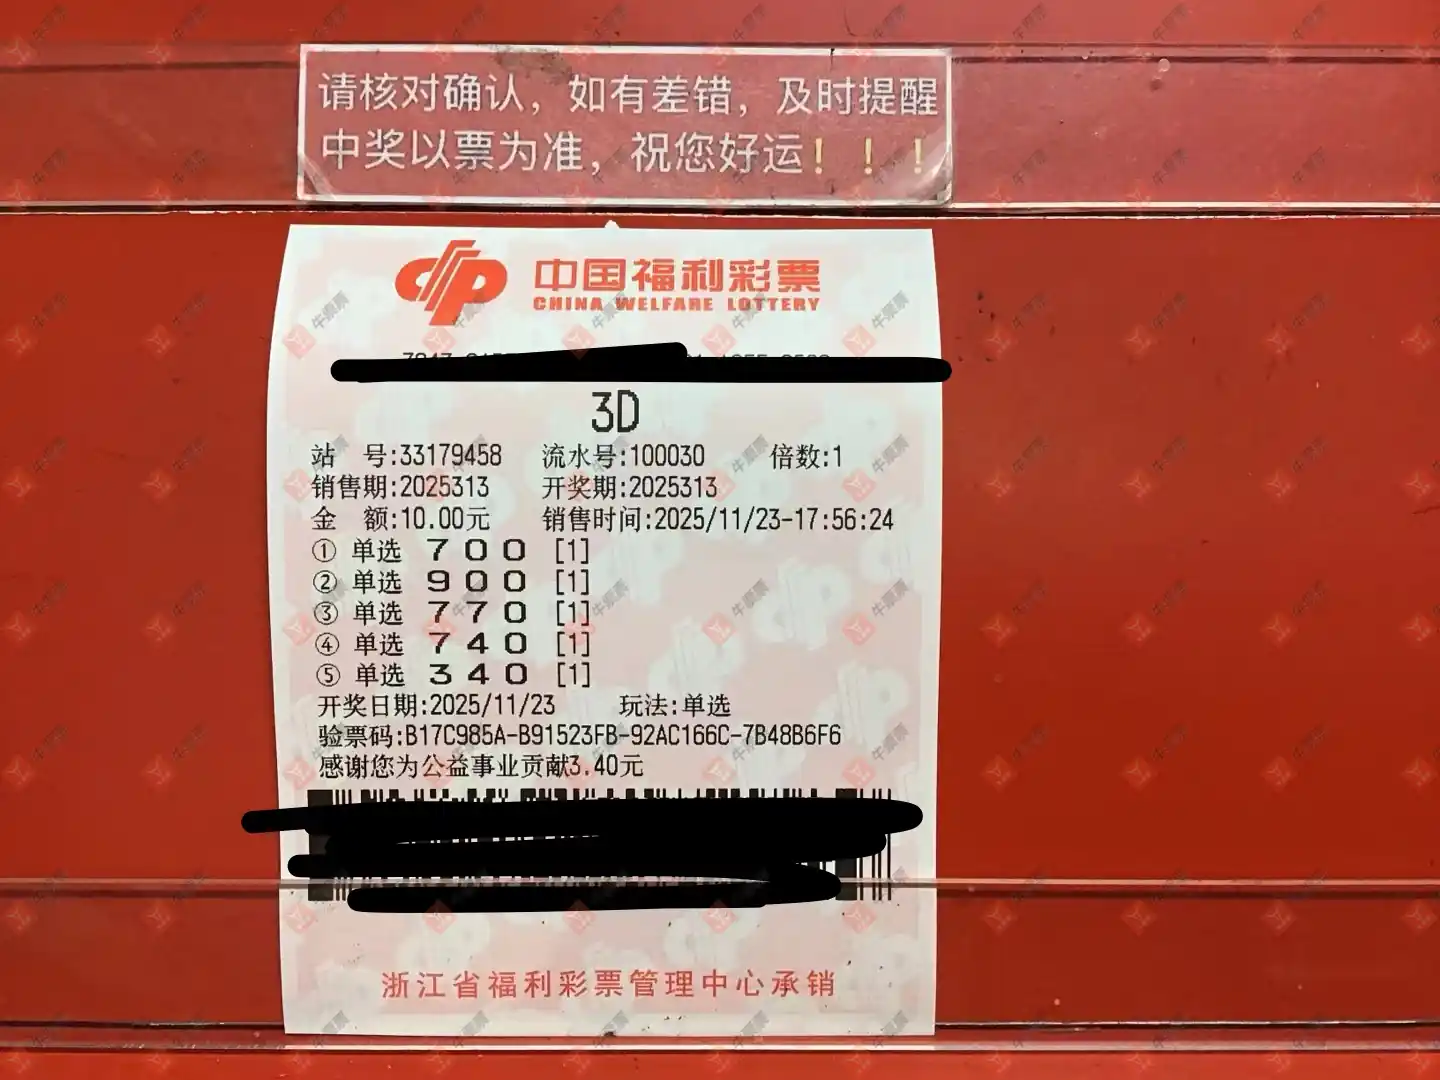 请核对确认，如有差错，及时提醒
中奖以票为准，祝您好运！！！
中国福利彩票
CHINA WELFARE LOTTERY
3D
站 号:33179458 流水号:100030 倍数:1
销售期:2025313 开奖期:2025313
金 额:10.00元 销售时间:2025/11/23-17:56:24
① 单选 7 0 0 [1]
② 单选 9 0 0 [1]
③ 单选 7 7 0 [1]
④ 单选 7 4 0 [1]
⑤ 单选 3 4 0 [1]
开奖日期:2025/11/23 玩法:单选
验票码:B17C985A-B91523FB-92AC166C-7B48B6F6
感谢您为公益事业贡献3.40元
浙江省福利彩票管理中心承销